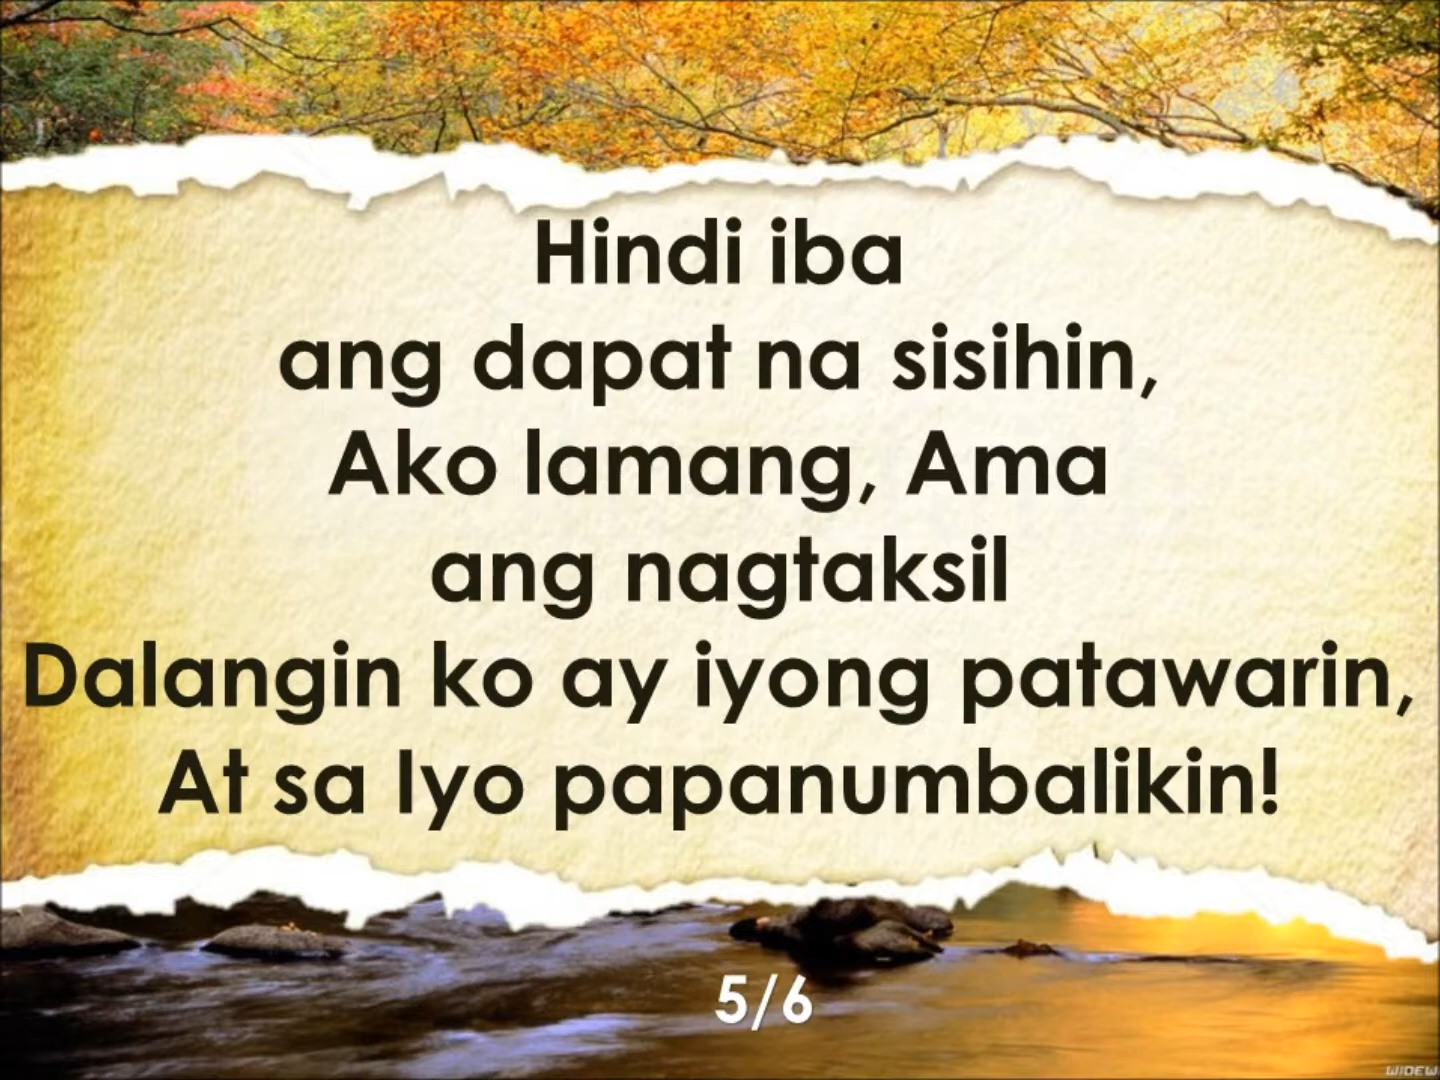 Hindi iba
ang dapat na sisihin,
Ako lamang, Ama
ang nagtaksil
Dalangin ko ay iyong patawarin,
At sa Iyo papanumbalikin!
5/6